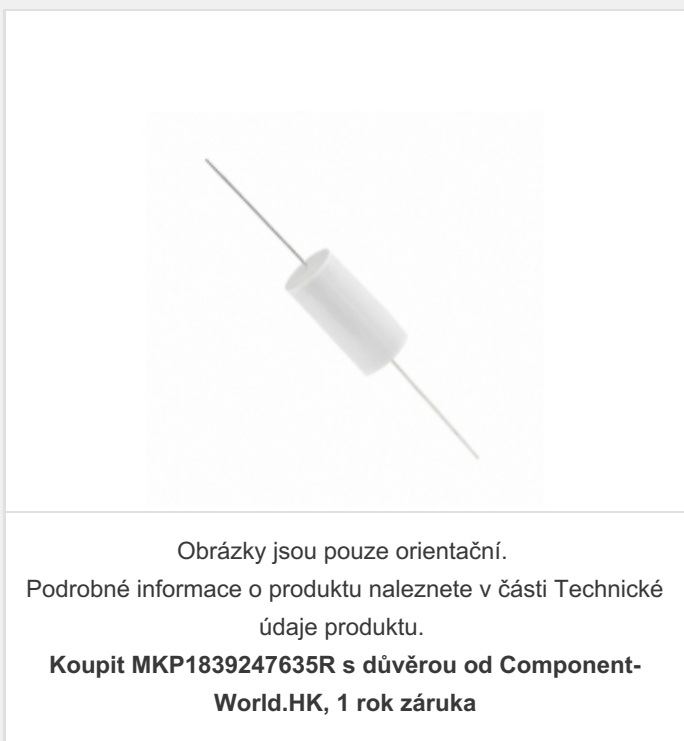 Obrázky jsou pouze orientační.
Podrobné informace o produktu naleznete v části Technické
údaje produktu.
Koupit MKP1839247635R s důvěrou od Component-
World.HK, 1 rok záruka